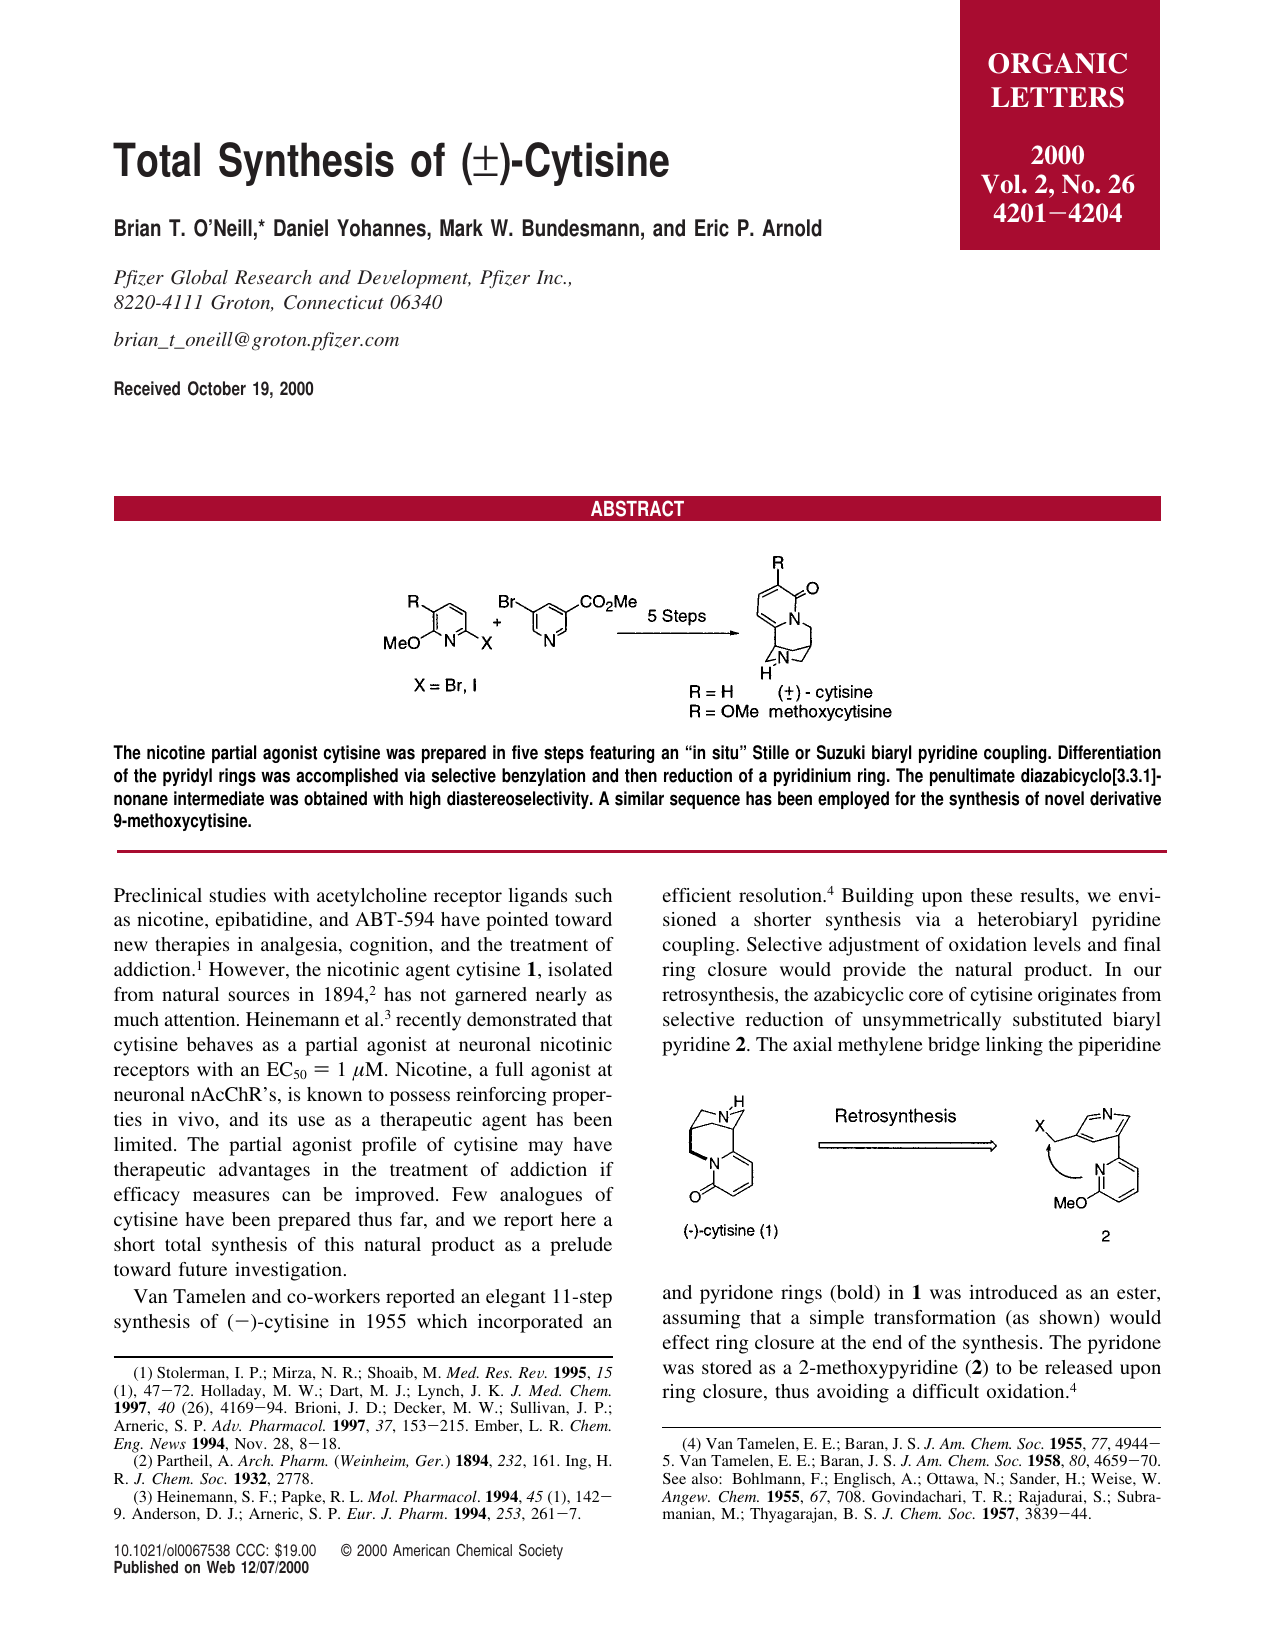 ORGANIC
LETTERS
2000
Vol. 2, No. 26
4201−4204
Total Synthesis of (±)-Cytisine
Brian T. O’Neill,* Daniel Yohannes, Mark W. Bundesmann, and Eric P. Arnold
Pfizer Global Research and Development, Pfizer Inc.,
8220-4111 Groton, Connecticut 06340
brian_t_oneill@groton.pfizer.com
Received October 19, 2000
ABSTRACT
R
MeO
N
X
+
Br
CO2Me
N
X = Br, I
5 Steps
R
O
N
N
H
R = H (±) - cytisine
R = OMe methoxycytisine
The nicotine partial agonist cytisine was prepared in five steps featuring an “in situ” Stille or Suzuki biaryl pyridine coupling. Differentiation
of the pyridyl rings was accomplished via selective benzylation and then reduction of a pyridinium ring. The penultimate diazabicyclo[3.3.1]-
nonane intermediate was obtained with high diastereoselectivity. A similar sequence has been employed for the synthesis of novel derivative
9-methoxycytisine.
Preclinical studies with acetylcholine receptor ligands such
as nicotine, epibatidine, and ABT-594 have pointed toward
new therapies in analgesia, cognition, and the treatment of
addiction.1 However, the nicotinic agent cytisine 1, isolated
from natural sources in 1894,2 has not garnered nearly as
much attention. Heinemann et al.3 recently demonstrated that
cytisine behaves as a partial agonist at neuronal nicotinic
receptors with an EC50 = 1 μM. Nicotine, a full agonist at
neuronal nAcChR’s, is known to possess reinforcing proper-
ties in vivo, and its use as a therapeutic agent has been
limited. The partial agonist profile of cytisine may have
therapeutic advantages in the treatment of addiction if
efficacy measures can be improved. Few analogues of
cytisine have been prepared thus far, and we report here a
short total synthesis of this natural product as a prelude
toward future investigation.
Van Tamelen and co-workers reported an elegant 11-step
synthesis of (−)-cytisine in 1955 which incorporated an
(1) Stolerman, I. P.; Mirza, N. R.; Shoaib, M. Med. Res. Rev. 1995, 15
(1), 47−72. Holladay, M. W.; Dart, M. J.; Lynch, J. K. J. Med. Chem.
1997, 40 (26), 4169−94. Brioni, J. D.; Decker, M. W.; Sullivan, J. P.;
Arneric, S. P. Adv. Pharmacol. 1997, 37, 153−215. Ember, L. R. Chem.
Eng. News 1994, Nov. 28, 8−18.
(2) Partheil, A. Arch. Pharm. (Weinheim, Ger.) 1894, 232, 161. Ing, H.
R. J. Chem. Soc. 1932, 2778.
(3) Heinemann, S. F.; Papke, R. L. Mol. Pharmacol. 1994, 45 (1), 142−
9. Anderson, D. J.; Arneric, S. P. Eur. J. Pharm. 1994, 253, 261−7.
efficient resolution.4 Building upon these results, we envi-
sioned a shorter synthesis via a heterobiaryl pyridine
coupling. Selective adjustment of oxidation levels and final
ring closure would provide the natural product. In our
retrosynthesis, the azabicyclic core of cytisine originates from
selective reduction of unsymmetrically substituted biaryl
pyridine 2. The axial methylene bridge linking the piperidine
H
N
N
O
(-)-cytisine (1)
Retrosynthesis
X
N
N
MeO
2
and pyridone rings (bold) in 1 was introduced as an ester,
assuming that a simple transformation (as shown) would
effect ring closure at the end of the synthesis. The pyridone
was stored as a 2-methoxypyridine (2) to be released upon
ring closure, thus avoiding a difficult oxidation.4
(4) Van Tamelen, E. E.; Baran, J. S. J. Am. Chem. Soc. 1955, 77, 4944−
5. Van Tamelen, E. E.; Baran, J. S. J. Am. Chem. Soc. 1958, 80, 4659−70.
See also: Bohlmann, F.; Englisch, A.; Ottawa, N.; Sander, H.; Weise, W.
Angew. Chem. 1955, 67, 708. Govindachari, T. R.; Rajadurai, S.; Subra-
manian, M.; Thyagarajan, B. S. J. Chem. Soc. 1957, 3839−44.
10.1021/ol0067538 CCC: $19.00 © 2000 American Chemical Society
Published on Web 12/07/2000